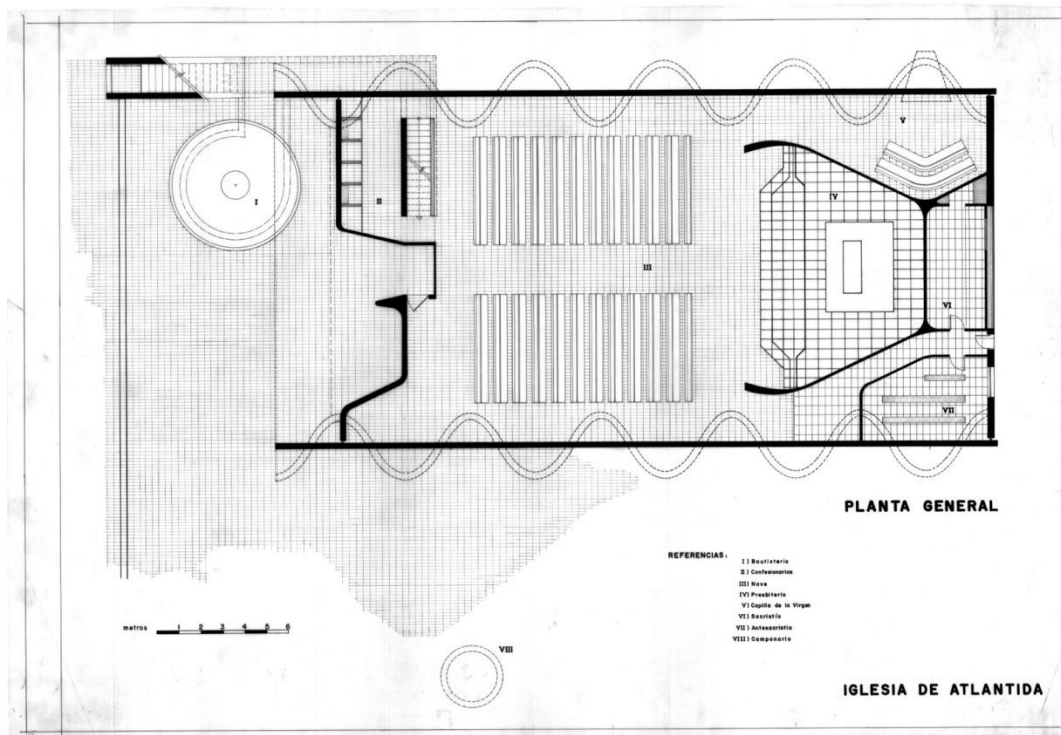 V
I
II
IV
III
VI
VII
PLANTA GENERAL
REFERENCIAS:
I) Bautisterio
II) Confesionarios
III) Nave
IV) Presbiterio
V) Capilla de la Virgen
VI) Sacristía
VII) Antesacristía
VIII) Campanario
metros 1 2 3 4 5 6
VIII
IGLESIA DE ATLANTIDA